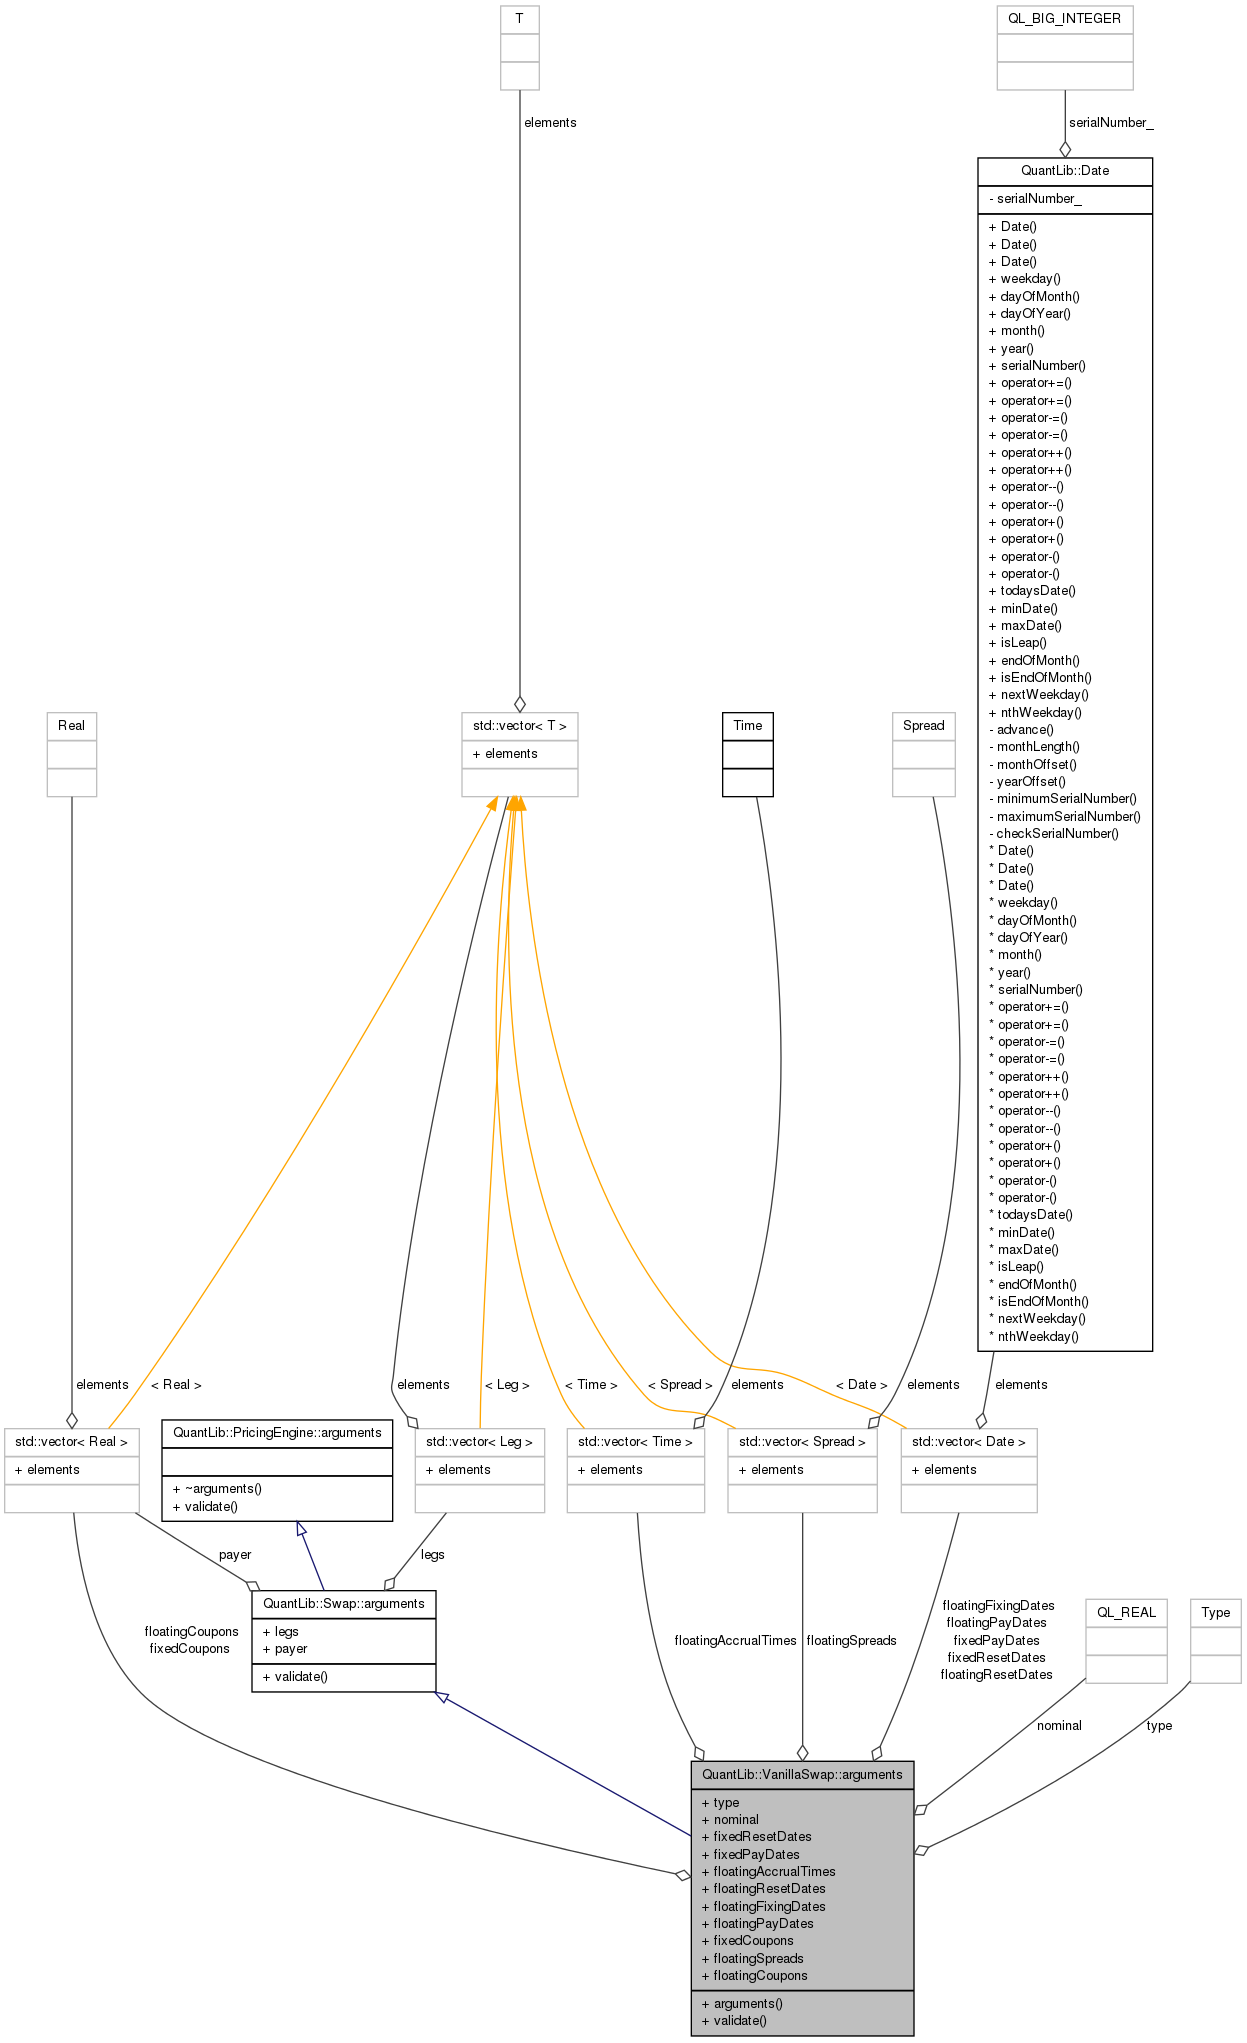 T
QL_BIG_INTEGER
elements
serialNumber_
QuantLib::Date
- serialNumber_
+ Date()
+ Date()
+ Date()
+ weekday()
+ dayOfMonth()
+ dayOfYear()
+ month()
+ year()
+ serialNumber()
+ operator+=()
+ operator+=()
+ operator-=()
+ operator-=()
+ operator++()
+ operator++()
+ operator--()
+ operator--()
+ operator+()
+ operator+()
+ operator-()
+ operator-()
+ todaysDate()
+ minDate()
+ maxDate()
+ isLeap()
+ endOfMonth()
+ isEndOfMonth()
+ nextWeekday()
+ nthWeekday()
- advance()
- monthLength()
- monthOffset()
- yearOffset()
- minimumSerialNumber()
- maximumSerialNumber()
- checkSerialNumber()
* Date()
* Date()
* Date()
* weekday()
* dayOfMonth()
* dayOfYear()
* month()
* year()
* serialNumber()
* operator+=()
* operator+=()
* operator-=()
* operator-=()
* operator++()
* operator++()
* operator--()
* operator--()
* operator+()
* operator+()
* operator-()
* operator-()
* todaysDate()
* minDate()
* maxDate()
* isLeap()
* endOfMonth()
* isEndOfMonth()
* nextWeekday()
* nthWeekday()
Real
std::vector< T >
+ elements
Time
Spread
elements
< Real >
elements
< Leg >
< Time >
< Spread >
elements
< Date >
elements
elements
std::vector< Real >
+ elements
QuantLib::PricingEngine::arguments
+ ~arguments()
+ validate()
std::vector< Leg >
+ elements
std::vector< Time >
+ elements
std::vector< Spread >
+ elements
std::vector< Date >
+ elements
payer
legs
QuantLib::Swap::arguments
+ legs
+ payer
+ validate()
floatingCoupons
fixedCoupons
floatingAccrualTimes
floatingSpreads
floatingFixingDates
floatingPayDates
fixedPayDates
fixedResetDates
floatingResetDates
QL_REAL
Type
nominal
type
QuantLib::VanillaSwap::arguments
+ type
+ nominal
+ fixedResetDates
+ fixedPayDates
+ floatingAccrualTimes
+ floatingResetDates
+ floatingFixingDates
+ floatingPayDates
+ fixedCoupons
+ floatingSpreads
+ floatingCoupons
+ arguments()
+ validate()